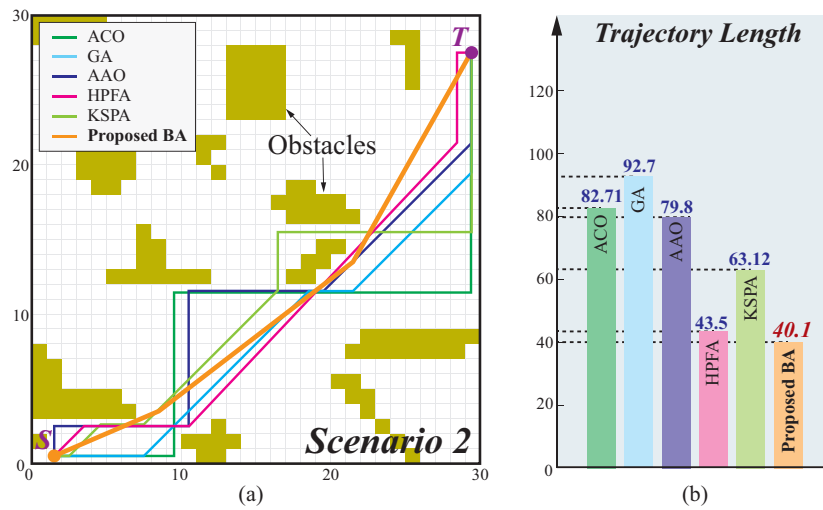 30
20
10
0
ACO
GA
AAO
HPFA
KSPA
Proposed BA
T
Obstacles
S
Scenario 2
10
20
30
(a)
Trajectory Length
120
100
80
60
40
20
0
82.71
92.7
79.8
43.5
63.12
40.1
ACO
GA
AAO
HPFA
KSPA
Proposed BA
(b)